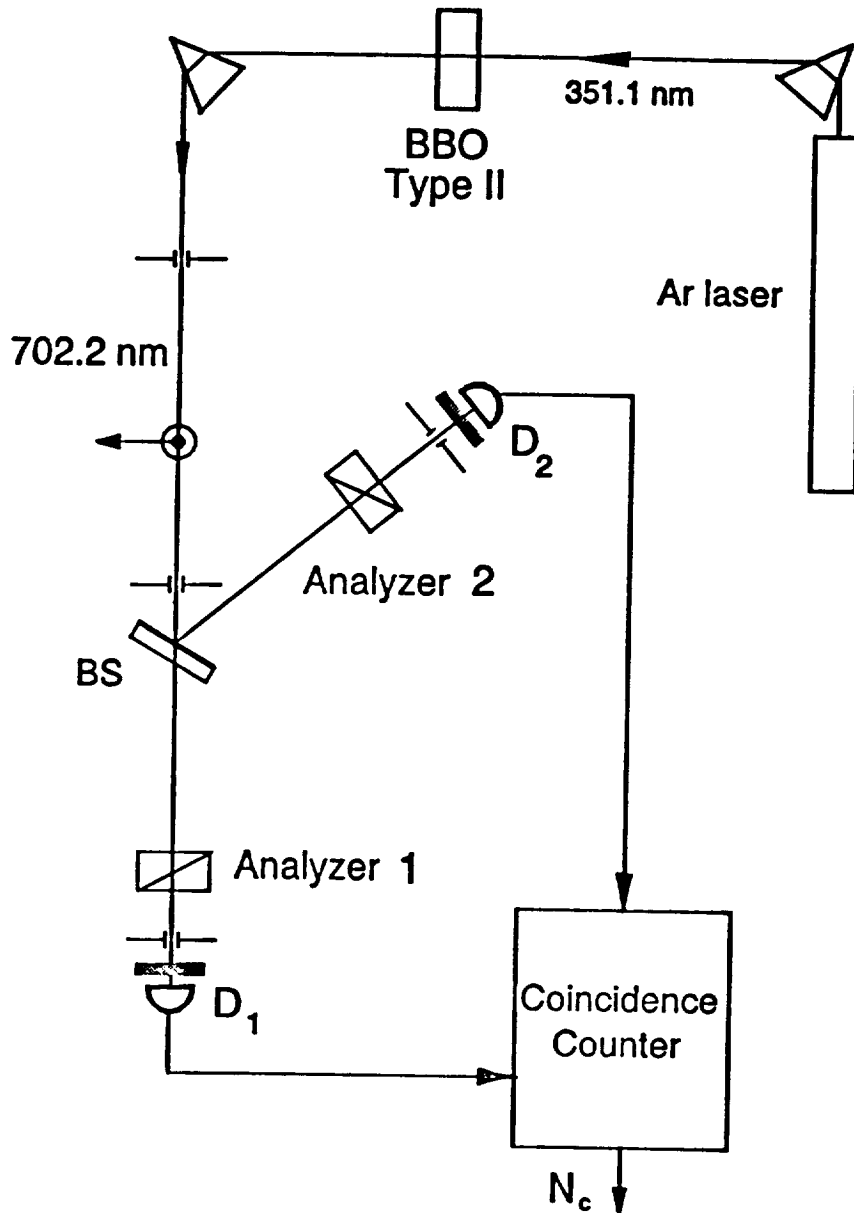 351.1 nm
BBO
Type II
Ar laser
702.2 nm
D2
Analyzer 2
BS
Analyzer 1
D1
Coincidence
Counter
Nc